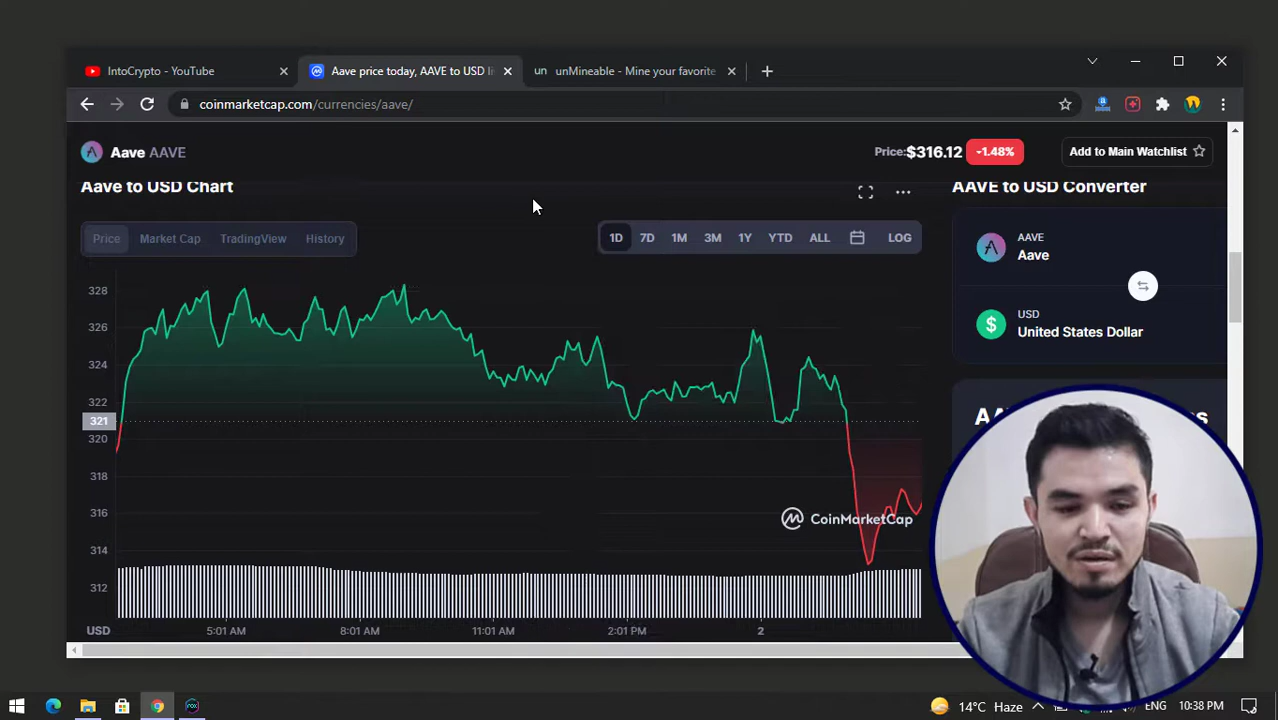 IntoCrypto - YouTube
Aave price today, AAVE to USD li
un unMineable - Mine your favorite
coinmarketcap.com/currencies/aave/
Aave AAVE
Price:$316.12 -1.48%
Add to Main Watchlist
Aave to USD Chart
AAVE to USD Converter
Price Market Cap TradingView History
1D 7D 1M 3M 1Y YTD ALL LOG
AAVE
Aave
USD
United States Dollar
328
326
324
322
321
320
318
316
314
312
CoinMarketCap
USD 5:01 AM 8:01 AM 11:01 AM 2:01 PM 2
14°C Haze ENG 10:38 PM